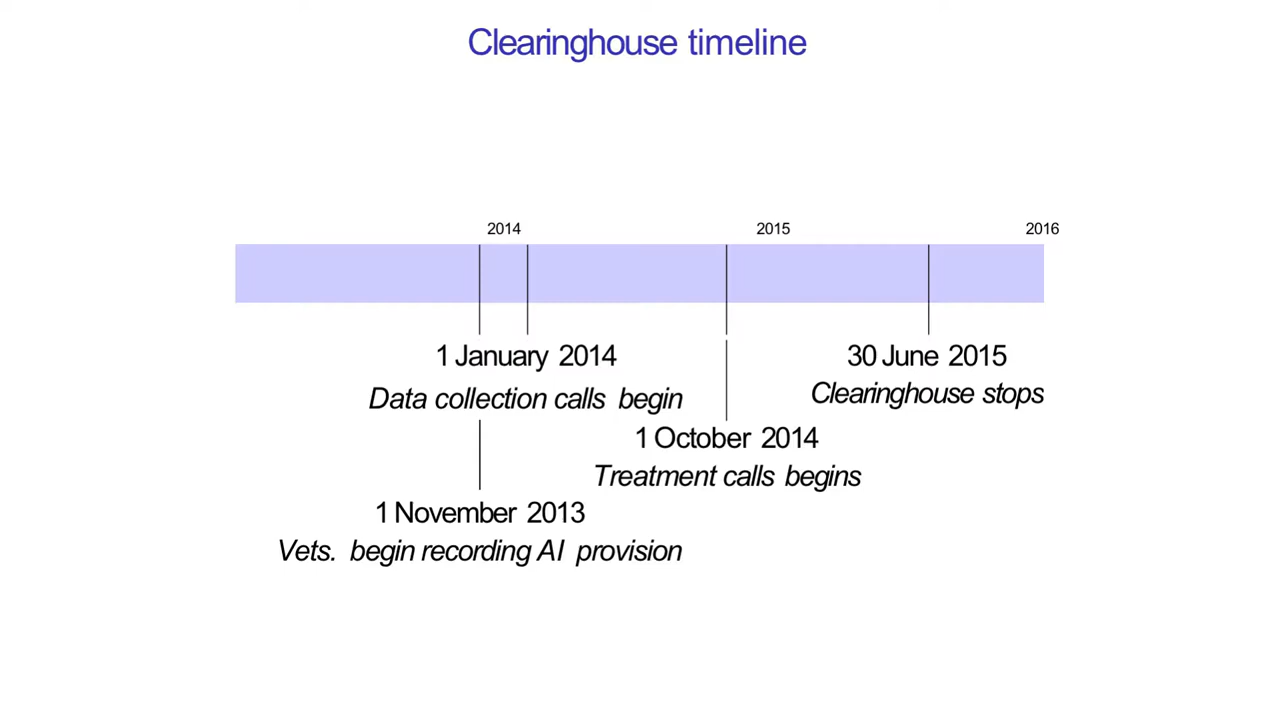 Clearinghouse timeline
2014 2015 2016
1 January 2014
Data collection calls begin
30 June 2015
Clearinghouse stops
1 October 2014
Treatment calls begins
1 November 2013
Vets. begin recording AI provision